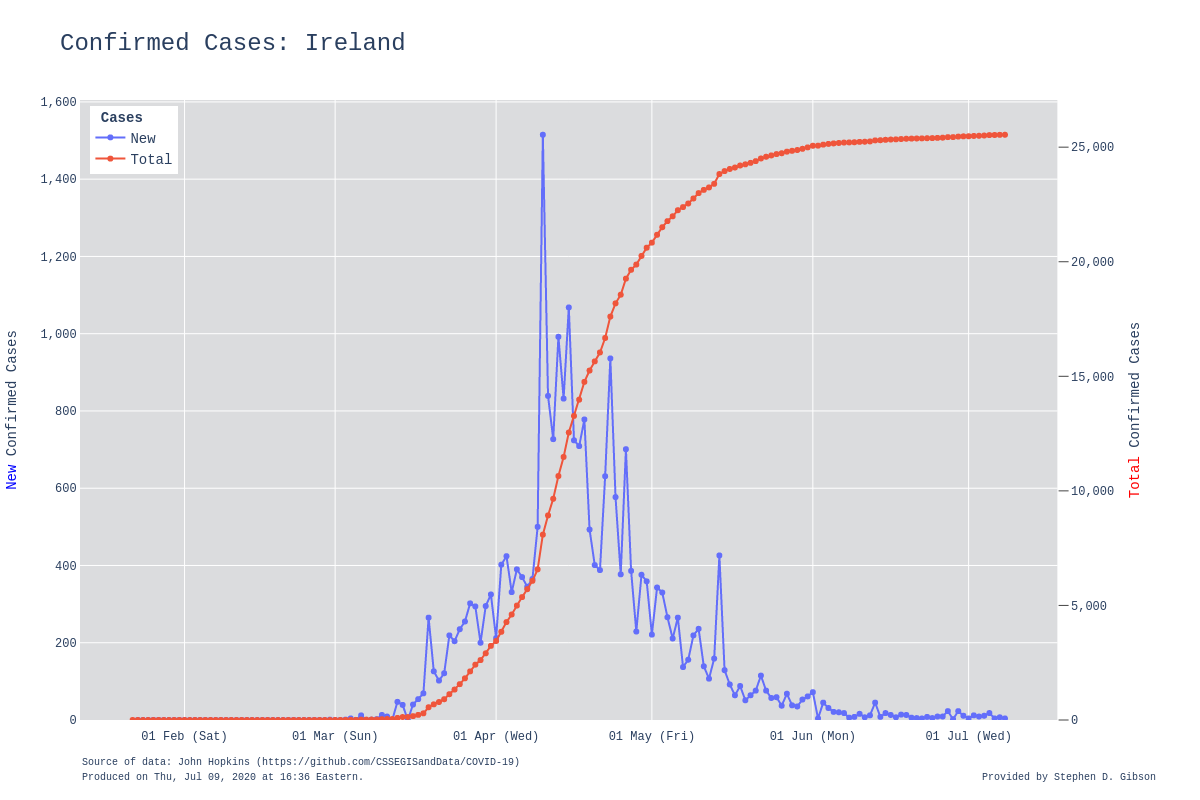 Confirmed Cases: Ireland
Cases
New
Total
1,600
1,400
1,200
1,000
800
600
400
200
0
New Confirmed Cases
25,000
20,000
15,000
10,000
5,000
0
Total Confirmed Cases
01 Feb (Sat)
01 Mar (Sun)
01 Apr (Wed)
01 May (Fri)
01 Jun (Mon)
01 Jul (Wed)
Source of data: John Hopkins (https://github.com/CSSEGISandData/COVID-19)
Produced on Thu, Jul 09, 2020 at 16:36 Eastern.
Provided by Stephen D. Gibson